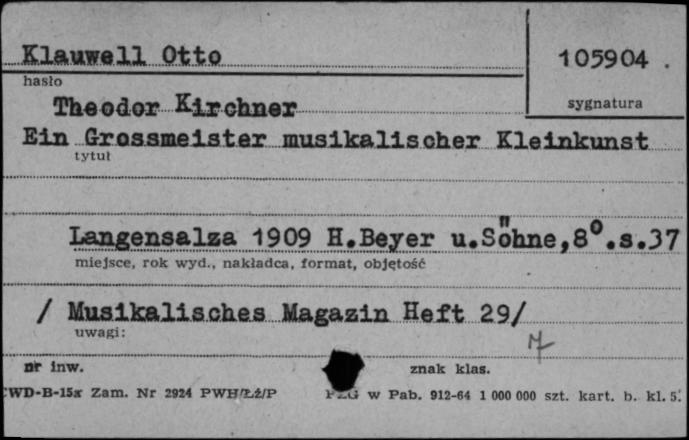 Klauwell Otto
105904 .
hasło
sygnatura
Theodor Kirchner
Ein Grossmeister musikalischer Kleinkunst
tytuł
Langensalza 1909 H.Beyer u.Söhne,8°.s.37
miejsce, rok wyd., nakładca, format, objętość
/ Musikalisches Magazin Heft 29/
uwagi:
nr inw.
znak klas.
WD-B-15 Zam. Nr 2924 PWH/Łż/P
w Pab. 912-64 1 000 000 szt. kart. b. kl. 5.